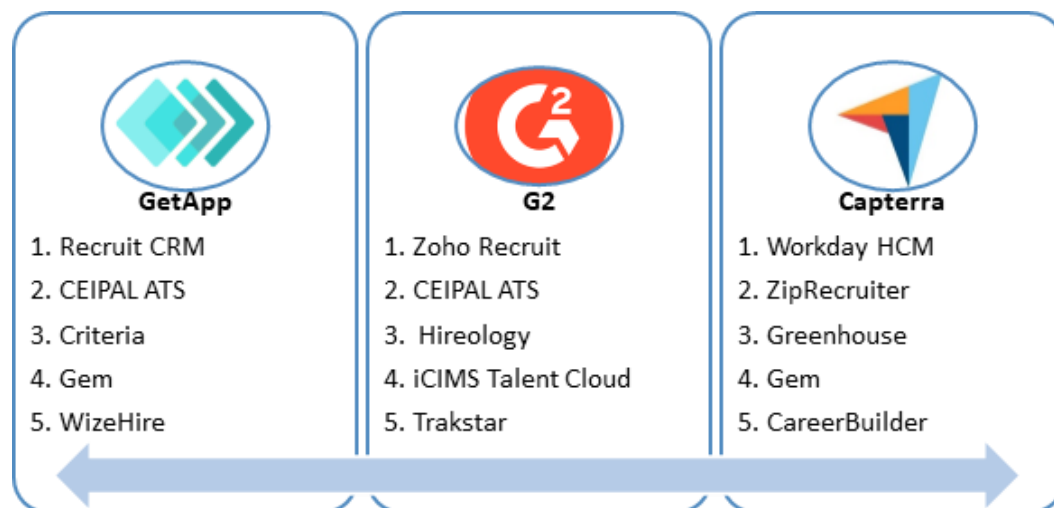 GetApp
1. Recruit CRM
2. CEIPAL ATS
3. Criteria
4. Gem
5. WizeHire
G2
G2
1. Zoho Recruit
2. CEIPAL ATS
3. Hireology
4. iCIMS Talent Cloud
5. Trakstar
Capterra
1. Workday HCM
2. ZipRecruiter
3. Greenhouse
4. Gem
5. CareerBuilder